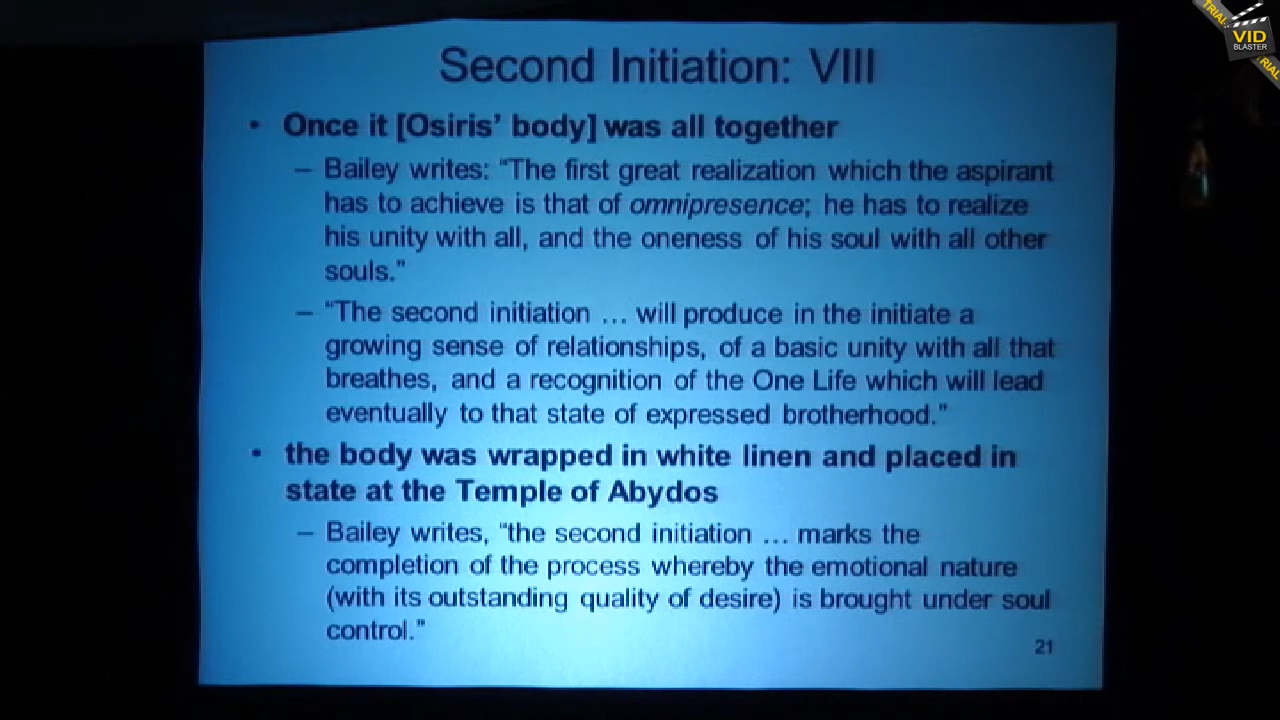 Second Initiation: VIII
• Once it [Osiris’ body] was all together
– Bailey writes: “The first great realization which the aspirant
has to achieve is that of omnipresence; he has to realize
his unity with all, and the oneness of his soul with all other
souls.”
– “The second initiation … will produce in the initiate a
growing sense of relationships, of a basic unity with all that
breathes, and a recognition of the One Life which will lead
eventually to that state of expressed brotherhood.”
• the body was wrapped in white linen and placed in
state at the Temple of Abydos
– Bailey writes, “the second initiation … marks the
completion of the process whereby the emotional nature
(with its outstanding quality of desire) is brought under soul
control.”
21
TRIAL
VID
BLASTER
TRIAL